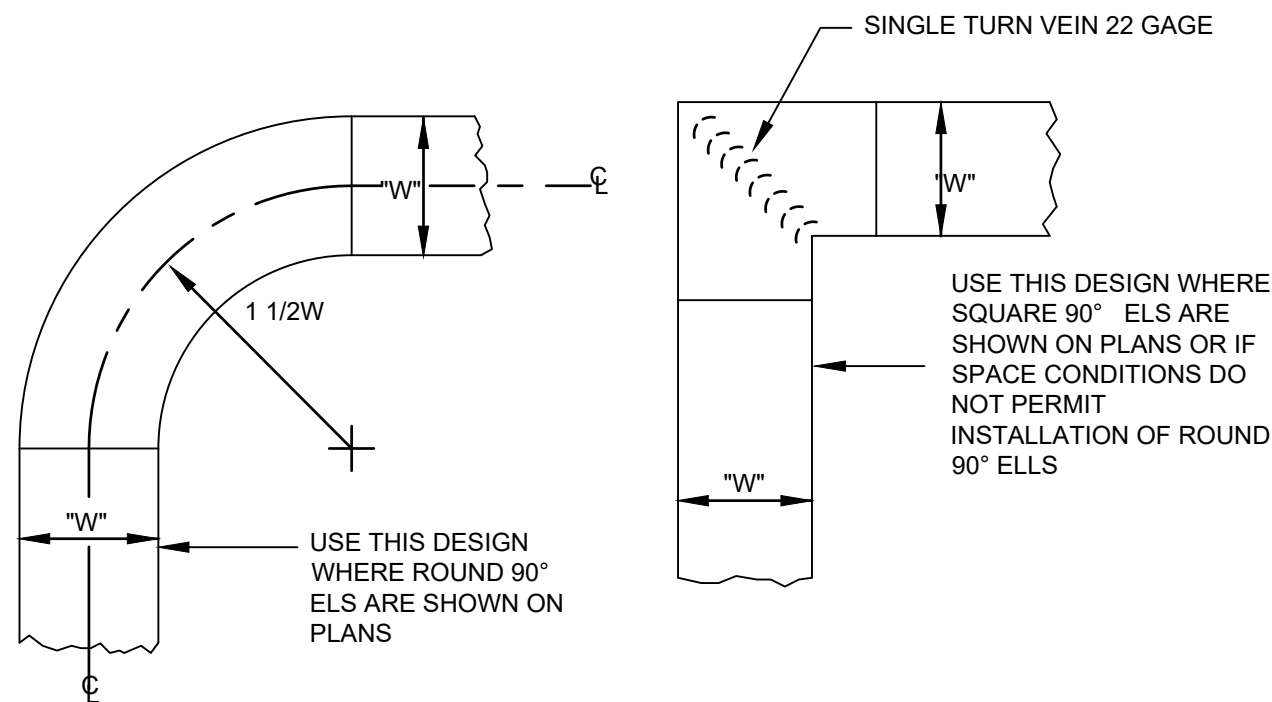 SINGLE TURN VEIN 22 GAGE
"W"
℄
1 1/2W
"W"
USE THIS DESIGN
WHERE ROUND 90°
ELS ARE SHOWN ON
PLANS
℄
"W"
USE THIS DESIGN WHERE
SQUARE 90° ELS ARE
SHOWN ON PLANS OR IF
SPACE CONDITIONS DO
NOT PERMIT
INSTALLATION OF ROUND
90° ELLS
"W"